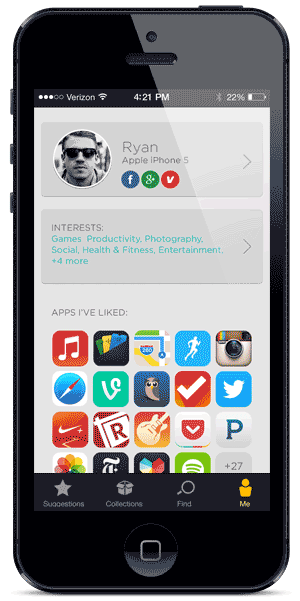 Verizon 4:21 PM 22%
Ryan
Apple iPhone 5
f g+ v
INTERESTS:
Games Productivity, Photography,
Social, Health & Fitness, Entertainment,
+4 more
APPS I'VE LIKED:
280
R P
T +27
Suggestions Collections Find Me